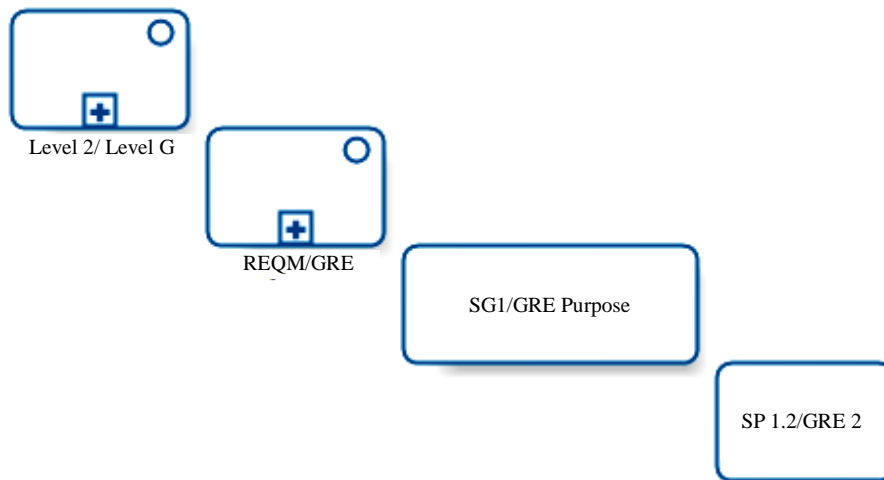 Level 2/ Level G
REQM/GRE
SG1/GRE Purpose
SP 1.2/GRE 2